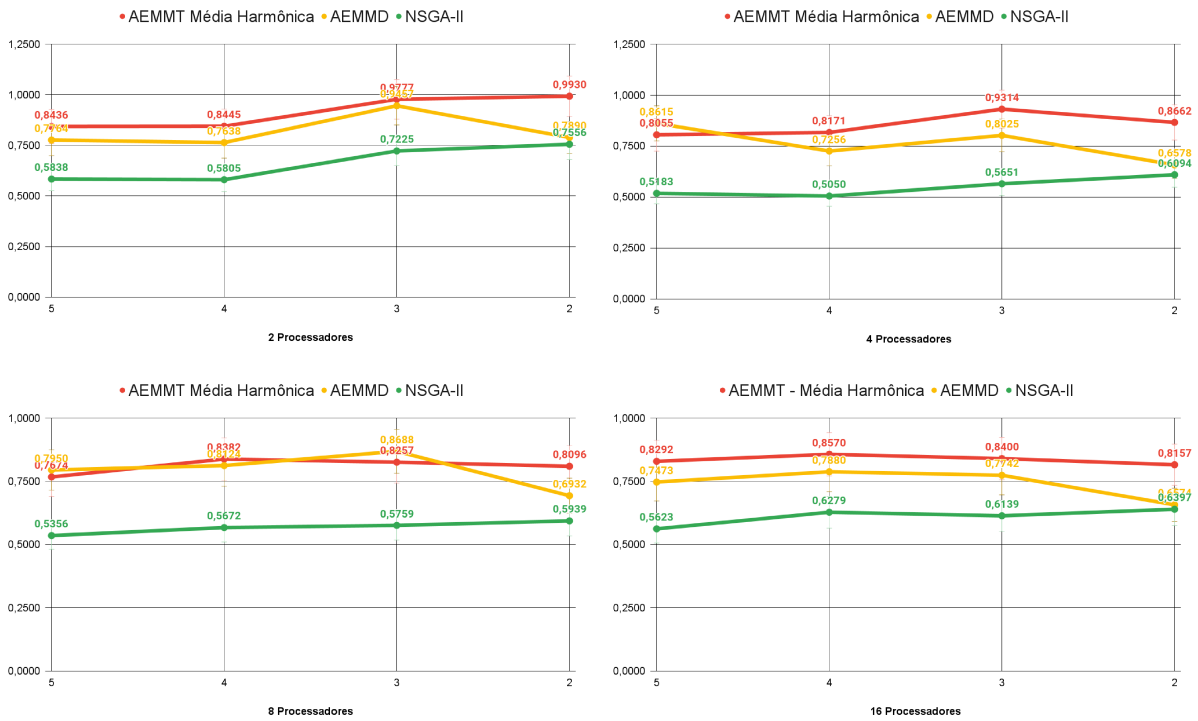 AEMMT Média Harmônica AEMMD NSGA-II
1,2500
1,0000
0,7500
0,5000
0,2500
0,0000
0,8436 0,8445 0,9777 0,9930
0,7764 0,7638 0,9457 0,7890
0,5838 0,5805 0,7225 0,7556
5 4 3 2
2 Processadores
AEMMT Média Harmônica AEMMD NSGA-II
1,2500
1,0000
0,7500
0,5000
0,2500
0,0000
0,8055 0,8171 0,9314 0,8662
0,8615 0,7256 0,8025 0,6578
0,5183 0,5050 0,5651 0,6094
5 4 3 2
4 Processadores
AEMMT Média Harmônica AEMMD NSGA-II
1,0000
0,7500
0,5000
0,2500
0,0000
0,7674 0,8382 0,8257 0,8096
0,7950 0,8124 0,8688 0,6932
0,5356 0,5672 0,5759 0,5939
5 4 3 2
8 Processadores
AEMMT - Média Harmônica AEMMD NSGA-II
1,0000
0,7500
0,5000
0,2500
0,0000
0,8292 0,8570 0,8400 0,8157
0,7473 0,7880 0,7742
0,5623 0,6279 0,6139 0,6397
5 4 3 2
16 Processadores